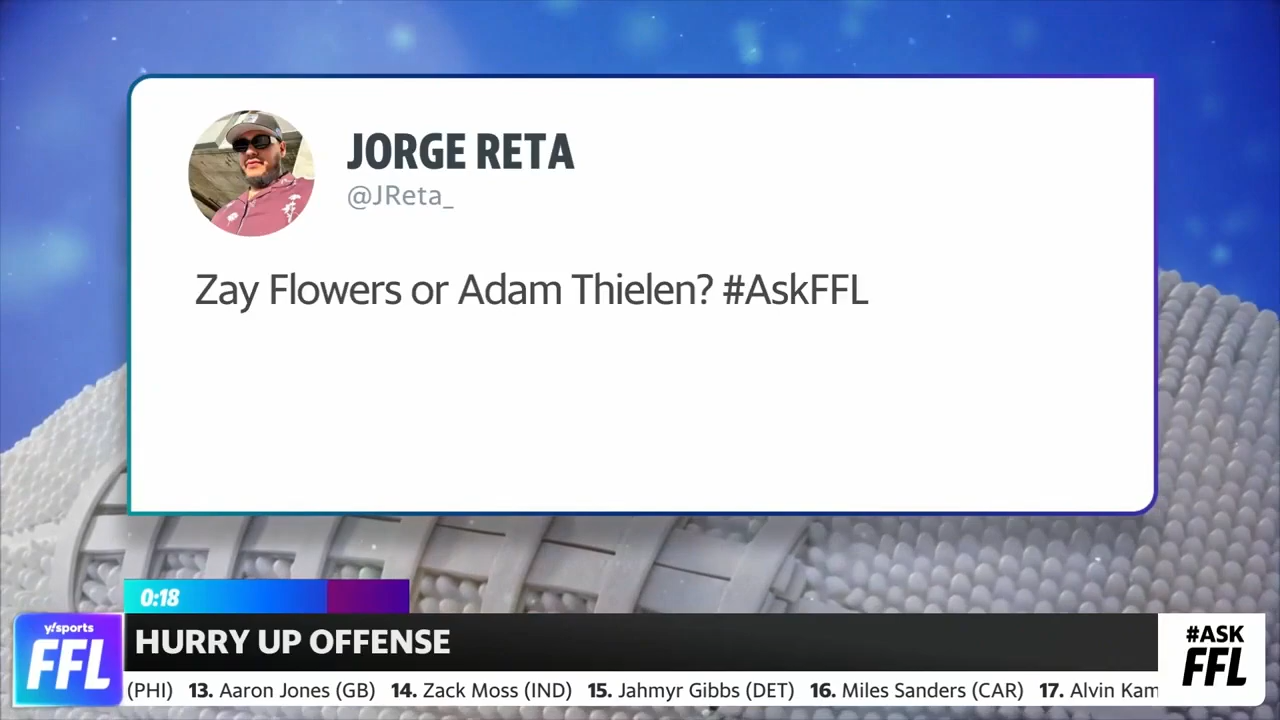 JORGE RETA
@JReta_
Zay Flowers or Adam Thielen? #AskFFL
0:18
y!sports
FFL
HURRY UP OFFENSE
#ASK
FFL
(PHI) 13. Aaron Jones (GB) 14. Zack Moss (IND) 15. Jahmyr Gibbs (DET) 16. Miles Sanders (CAR) 17. Alvin Kam